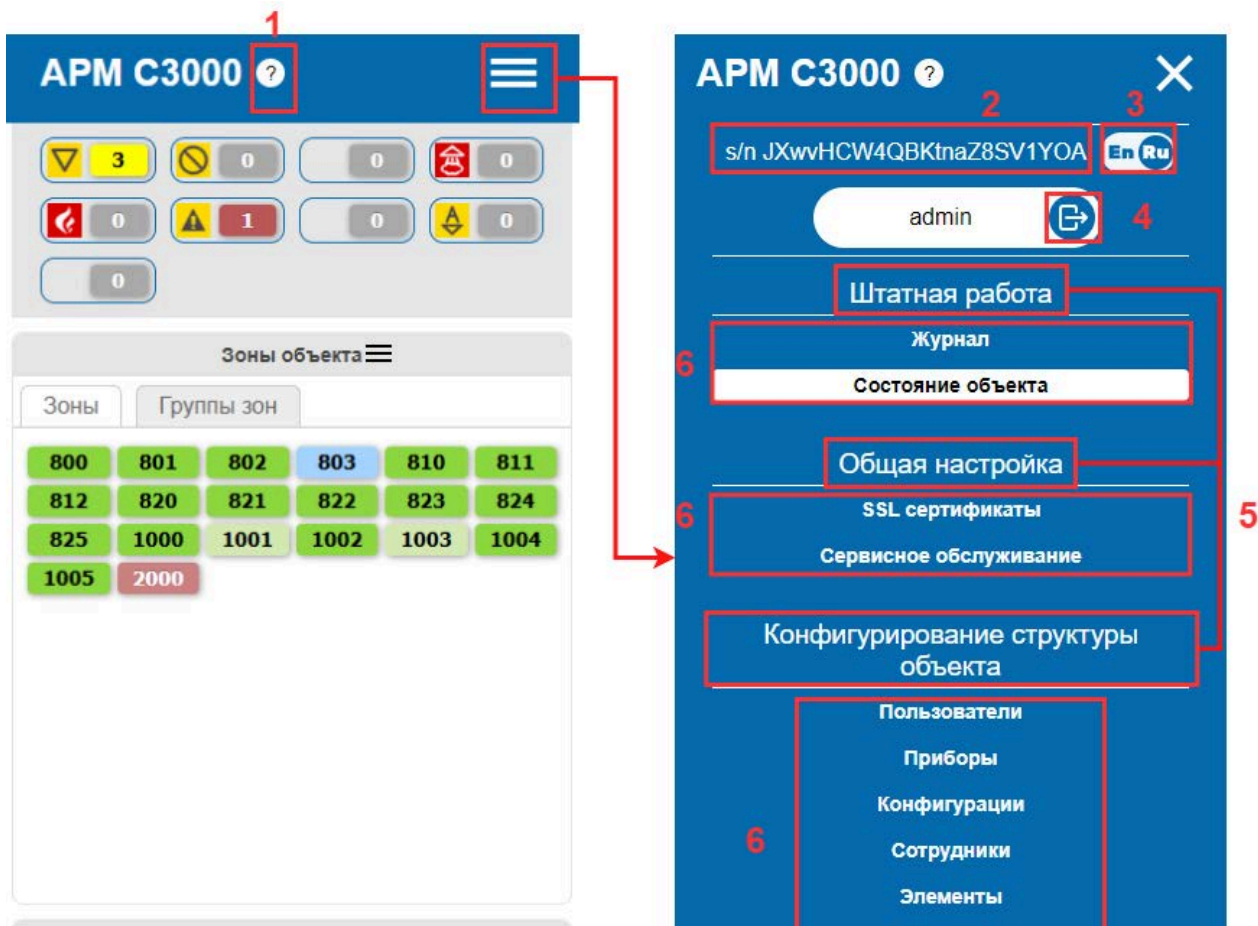 1
АРМ С3000 ?
3 0 0 0
0 1 0 A 0
0
Зоны объекта
Зоны Группы зон
800 801 802 803 810 811
812 820 821 822 823 824
825 1000 1001 1002 1003 1004
1005 2000
АРМ С3000 ?
2 3
s/n JXwvHCW4QBKtnaZ8SV1YOA En Ru
admin 4
Штатная работа
Журнал
6
Состояние объекта
Общая настройка
6 SSL сертификаты 5
Сервисное обслуживание
Конфигурирование структуры
объекта
Пользователи
Приборы
Конфигурации
6
Сотрудники
Элементы